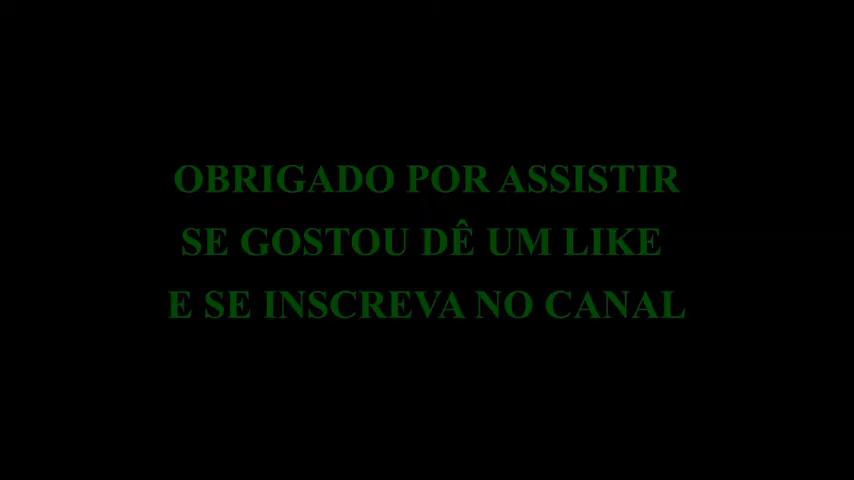 OBRIGADO POR ASSISTIR
SE GOSTOU DÊ UM LIKE
E SE INSCREVA NO CANAL